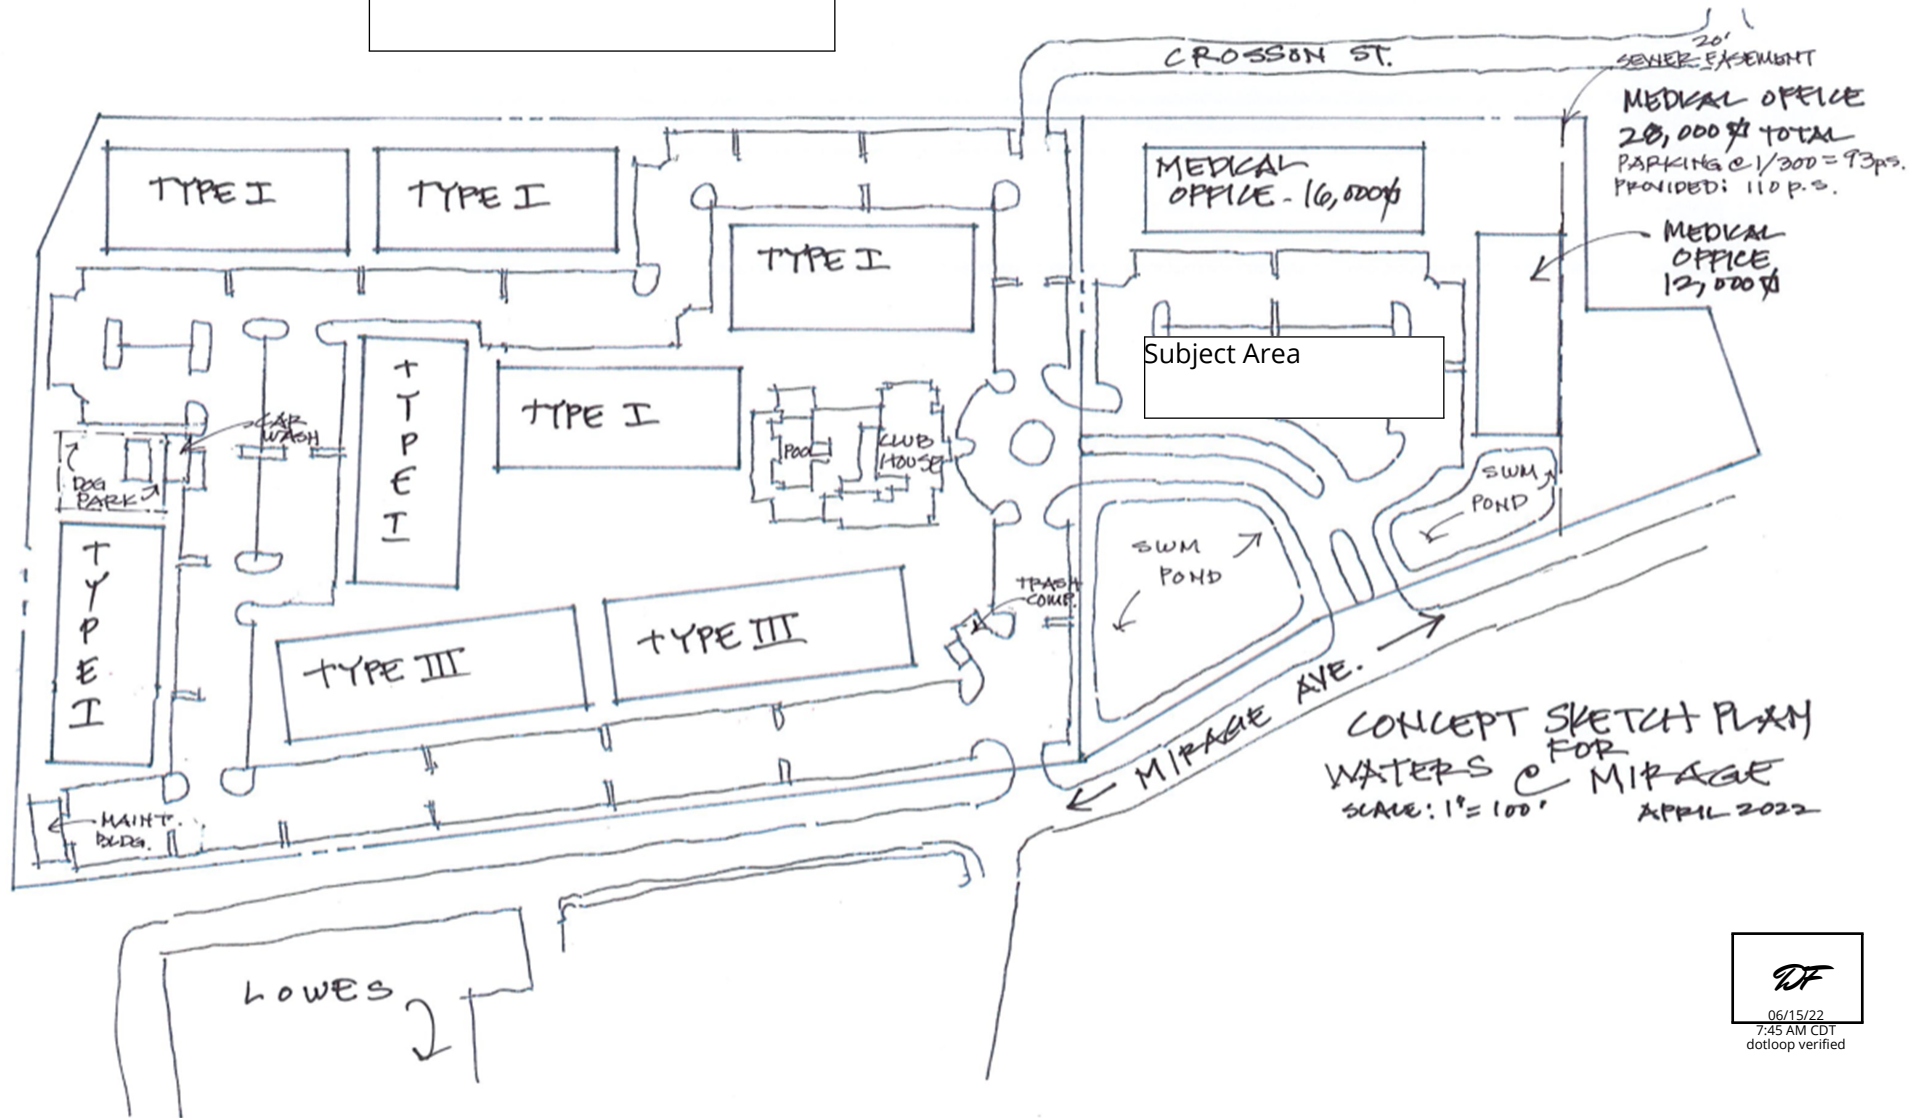 CROSSON ST.
20'
SEWER EASEMENT
MEDICAL OFFICE
28,000 ⌀ TOTAL
PARKING @ 1/300 = 93 p.s.
PROVIDED: 110 p.s.
MEDICAL
OFFICE
12,000 ⌀
TYPE I
TYPE I
TYPE I
MEDICAL
OFFICE - 16,000 ⌀
Subject Area
TYPE I
TYPE I
CAR
WASH
DOG
PARK
POOL
CLUB
HOUSE
SWM
POND
SWM
POND
TYPE I
TRASH
COMP.
TYPE III
TYPE III
MIRAGE AVE.
MAINT.
BLDG.
CONCEPT SKETCH PLAN
FOR
WATERS @ MIRAGE
SCALE: 1"= 100' APRIL 2022
LOWES
DF
06/15/22
7:45 AM CDT
dotloop verified